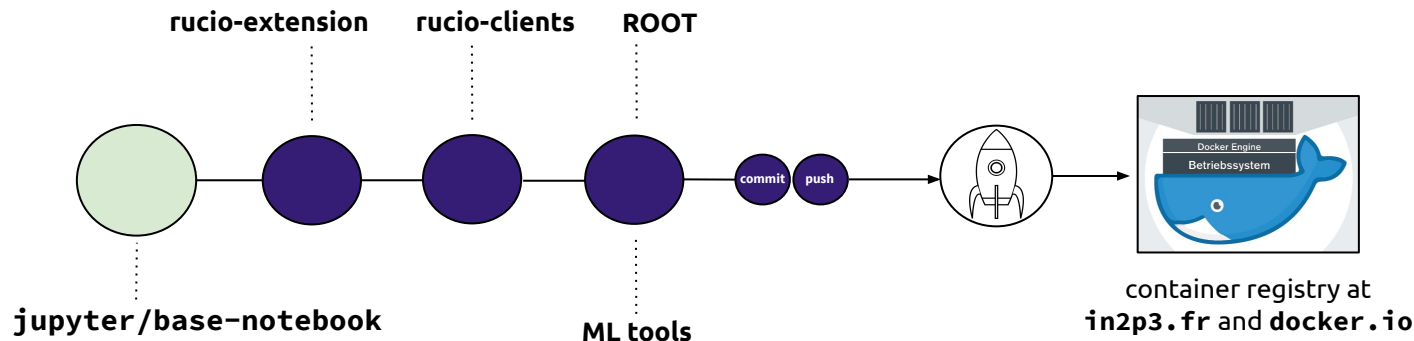 rucio-extension
rucio-clients
ROOT
commit
push
Docker Engine
Betriebssystem
jupyter/base-notebook
ML tools
container registry at
in2p3.fr and docker.io